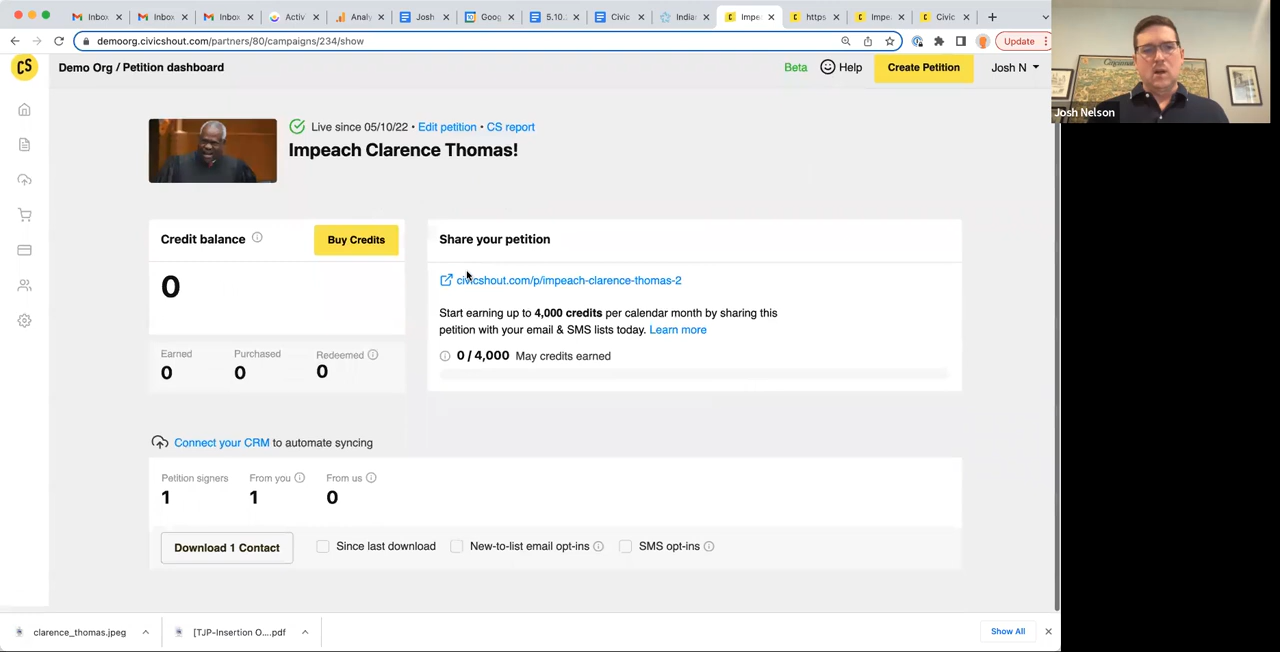 Inbox
Inbox
Inbox
Activ
Analy
Josh
Goog
5.10.
Civic
India
Impe
https
Impe
Civic
demoorg.civicshout.com/partners/80/campaigns/234/show
Update
CS
Demo Org / Petition dashboard
Beta
Help
Create Petition
Josh N
Josh Nelson
Live since 05/10/22 • Edit petition • CS report
Impeach Clarence Thomas!
Credit balance
Buy Credits
0
Earned
Purchased
Redeemed
0
0
0
Share your petition
civicshout.com/p/impeach-clarence-thomas-2
Start earning up to 4,000 credits per calendar month by sharing this
petition with your email & SMS lists today. Learn more
0 / 4,000 May credits earned
Connect your CRM to automate syncing
Petition signers
From you
From us
1
1
0
Download 1 Contact
Since last download
New-to-list email opt-ins
SMS opt-ins
clarence_thomas.jpeg
[TJP-Insertion O....pdf
Show All